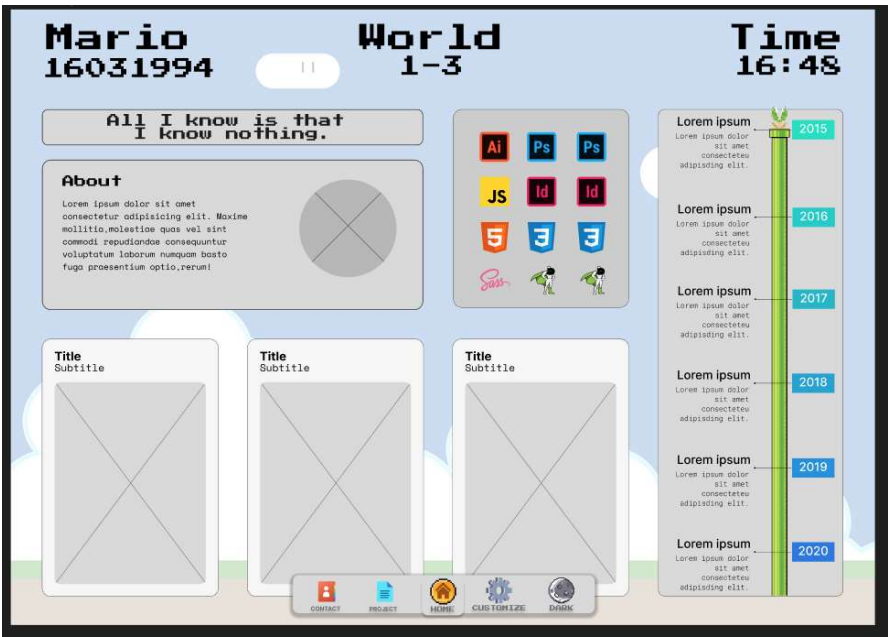 Mario
16031994
World
1-3
Time
16:48
All I know is that
I know nothing.
About
Lorem ipsum dolor sit amet
consectetur adipisicing elit. Maxime
mollitia,molestiae quas vel sint
commodi repudiandae consequuntur
voluptatum laborum numquam basto
fuga praesentium optio,rerum!
Ai
Ps
Ps
JS
Id
Id
5
3
3
Sass
Lorem ipsum
Lorem ipsum dolor
sit amet
consecteteu
adipisding elit.
2015
Lorem ipsum
Lorem ipsum dolor
sit amet
consecteteu
adipisding elit.
2016
Lorem ipsum
Lorem ipsum dolor
sit amet
consecteteu
adipisding elit.
2017
Lorem ipsum
Lorem ipsum dolor
sit amet
consecteteu
adipisding elit.
2018
Lorem ipsum
Lorem ipsum dolor
sit amet
consecteteu
adipisding elit.
2019
Lorem ipsum
Lorem ipsum dolor
sit amet
consecteteu
adipisding elit.
2020
Title
Subtitle
Title
Subtitle
Title
Subtitle
CONTACT
PROJECT
HOME
CUSTOMIZE
DARK